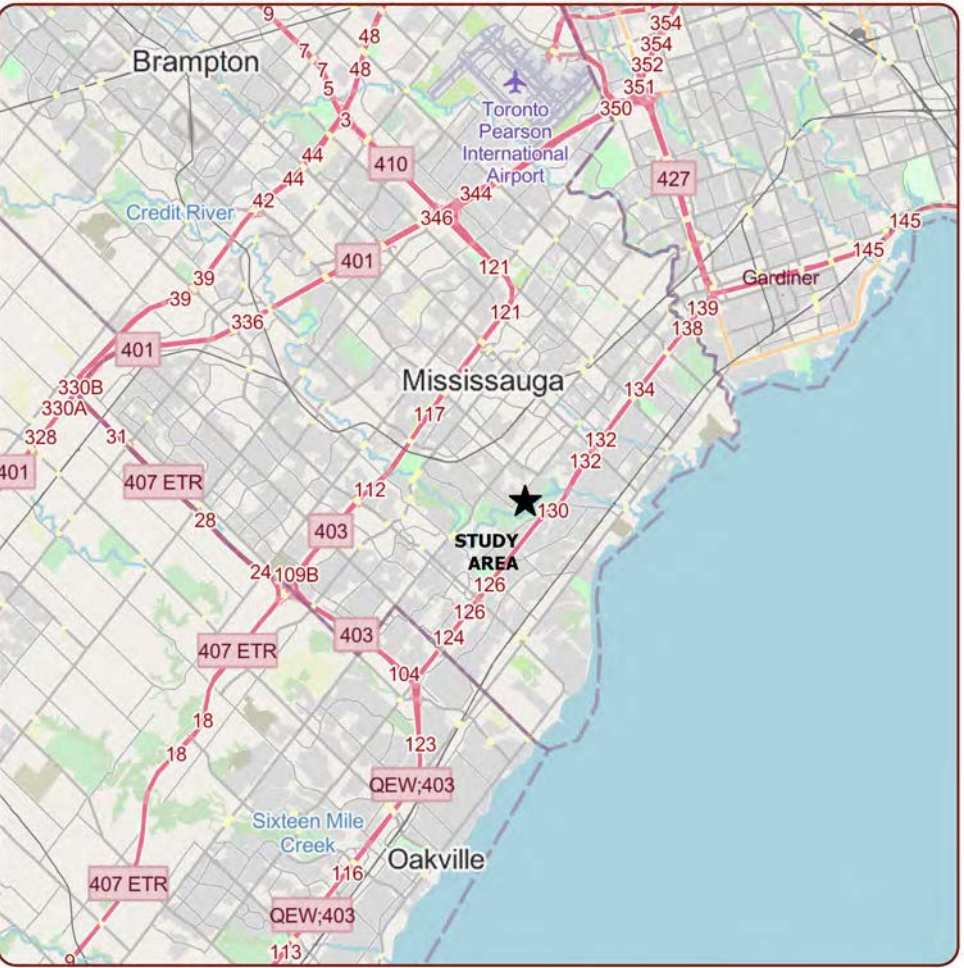 9
48
354
7
354
Brampton
7
48
352
5
351
Toronto
Pearson
International
Airport
350
3
44
410
427
44
344
42
Credit River
346
145
401
145
121
39
Gardiner
39
121
139
336
138
401
Mississauga
330B
134
330A
117
328
31
132
401
132
407 ETR
112
130
28
403
STUDY
AREA
24
109B
126
126
403
124
407 ETR
104
18
123
18
QEW;403
Sixteen Mile
Creek
Oakville
116
407 ETR
QEW;403
113
9